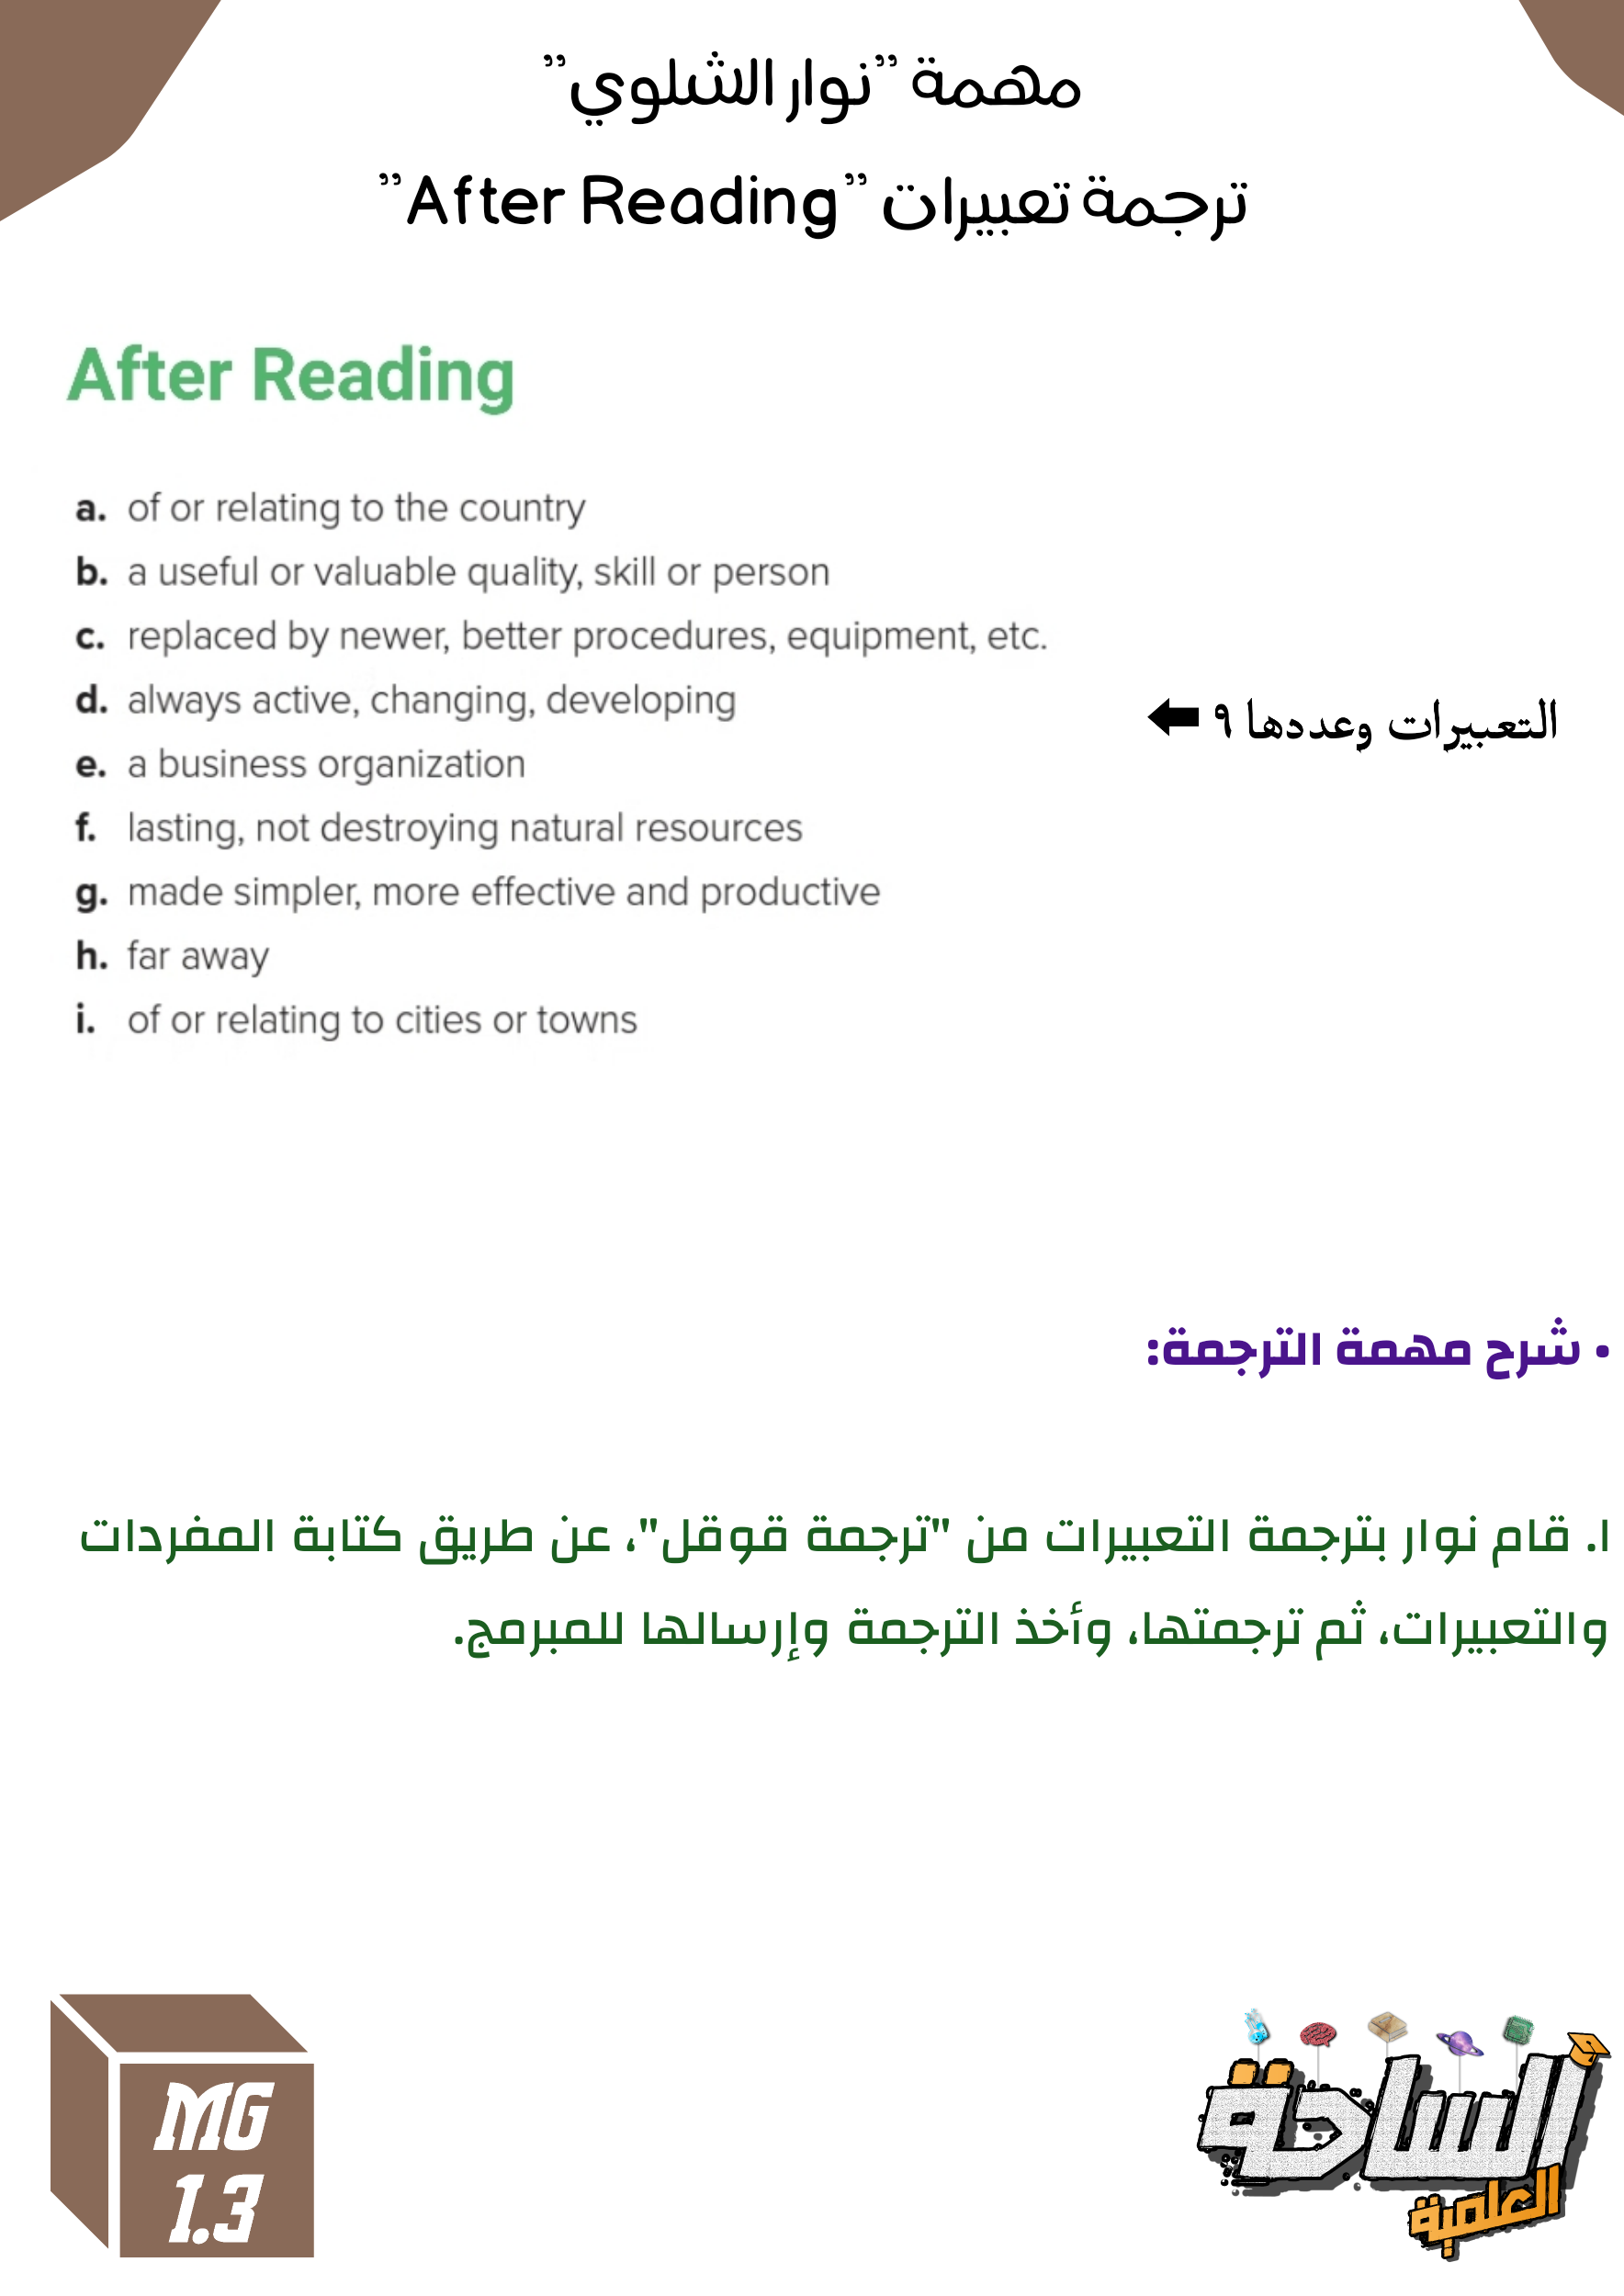 مهمة ”نوار الشلوي”
ترجمة تعبيرات ”After Reading”
After Reading
a. of or relating to the country
b. a useful or valuable quality, skill or person
c. replaced by newer, better procedures, equipment, etc.
d. always active, changing, developing
التعبيرات وعددها ٩
e. a business organization
f. lasting, not destroying natural resources
g. made simpler, more effective and productive
h. far away
i. of or relating to cities or towns
• شرح مهمة الترجمة:
١. قام نوار بترجمة التعبيرات من "ترجمة قوقل"، عن طريق كتابة المفردات
والتعبيرات، ثم ترجمتها، وأخذ الترجمة وإرسالها للمبرمج.
MG
1.3
الساحة
العلمية